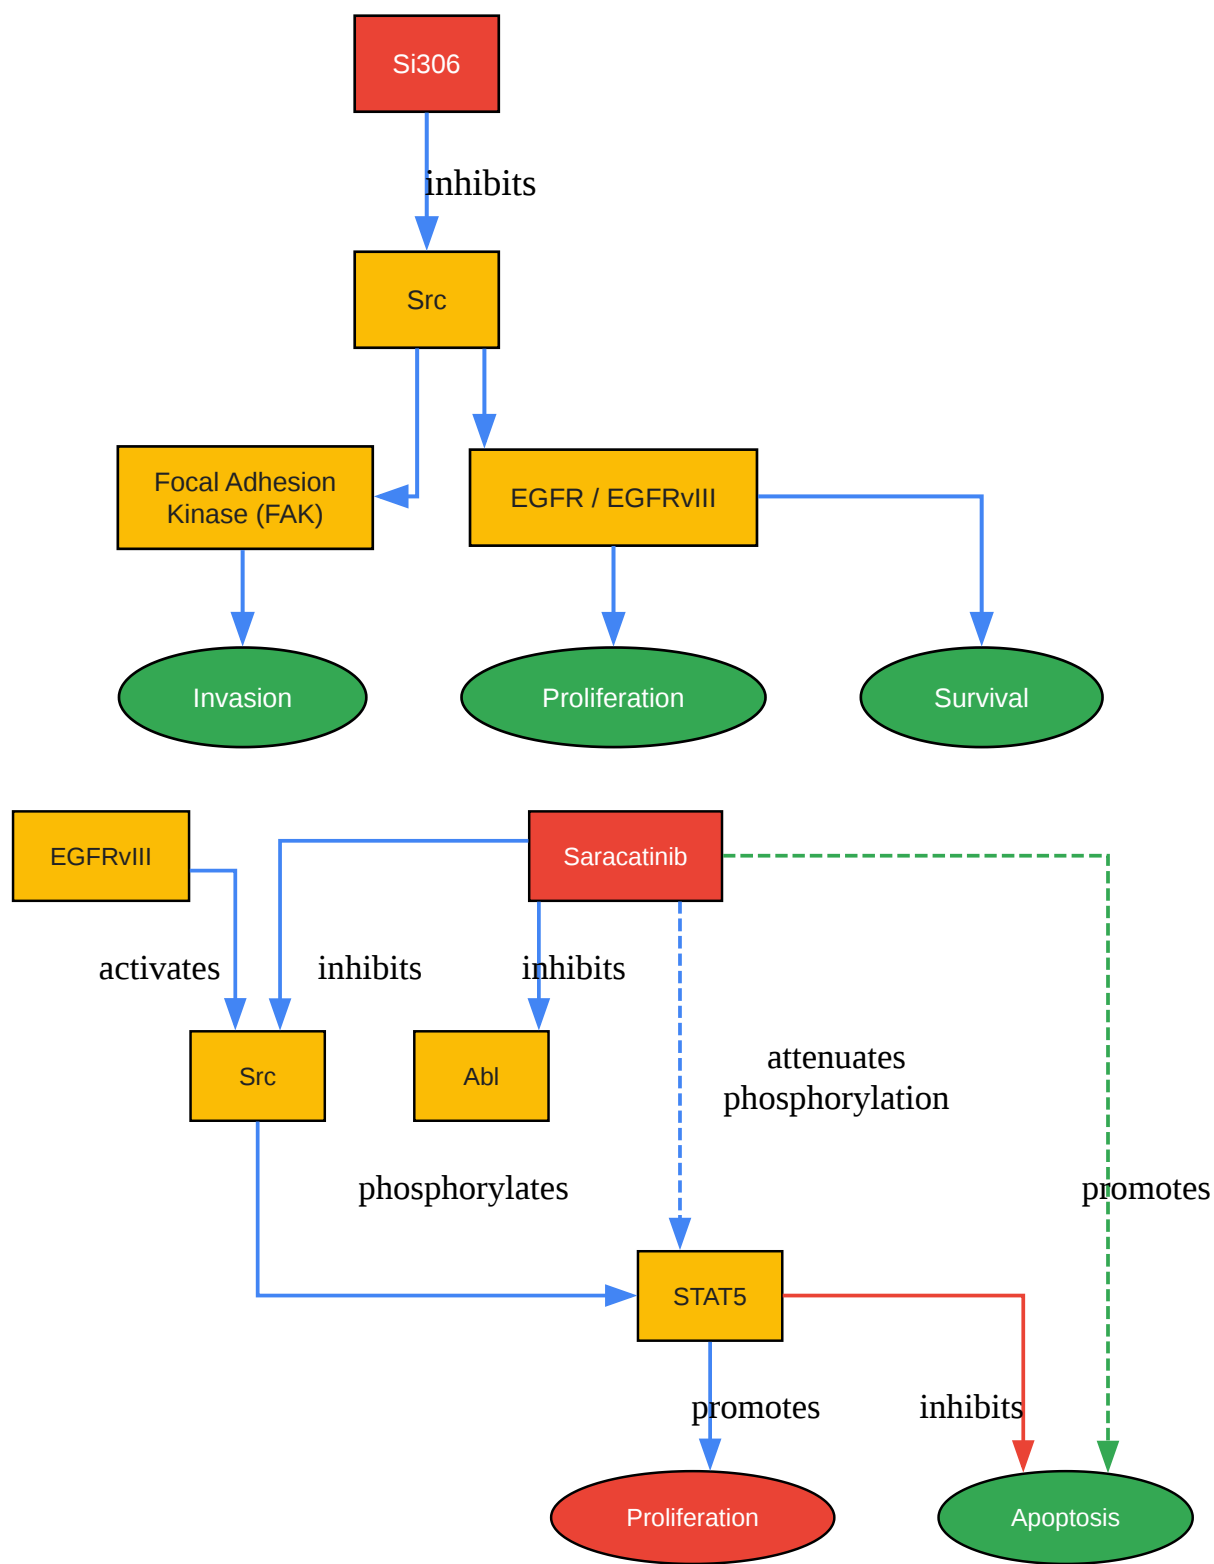 Si306
inhibits
Src
Focal Adhesion
Kinase (FAK)
EGFR / EGFRvIII
Invasion
Proliferation
Survival
EGFRvIII
Saracatinib
activates
inhibits
inhibits
Src
Abl
attenuates
phosphorylation
phosphorylates
promotes
STAT5
promotes
inhibits
Proliferation
Apoptosis